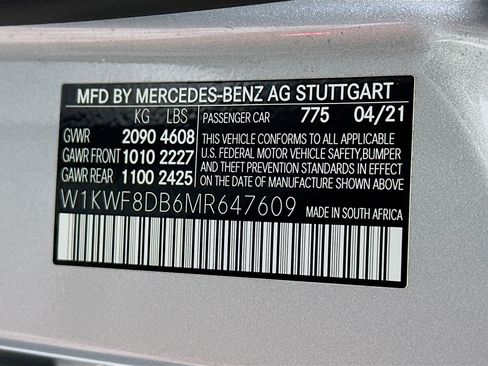 MFD BY MERCEDES-BENZ AG STUTTGART
KG LBS PASSENGER CAR 775 04/21
GVWR 2090 4608
GAWR FRONT 1010 2227
GAWR REAR 1100 2425
THIS VEHICLE CONFORMS TO ALL APPLICABLE
U.S. FEDERAL MOTOR VEHICLE SAFETY, BUMPER
AND THEFT PREVENTION STANDARDS IN EFFECT
ON THE DATE OF MANUFACTURE SHOWN ABOVE.
W1KWF8DB6MR647609 MADE IN SOUTH AFRICA